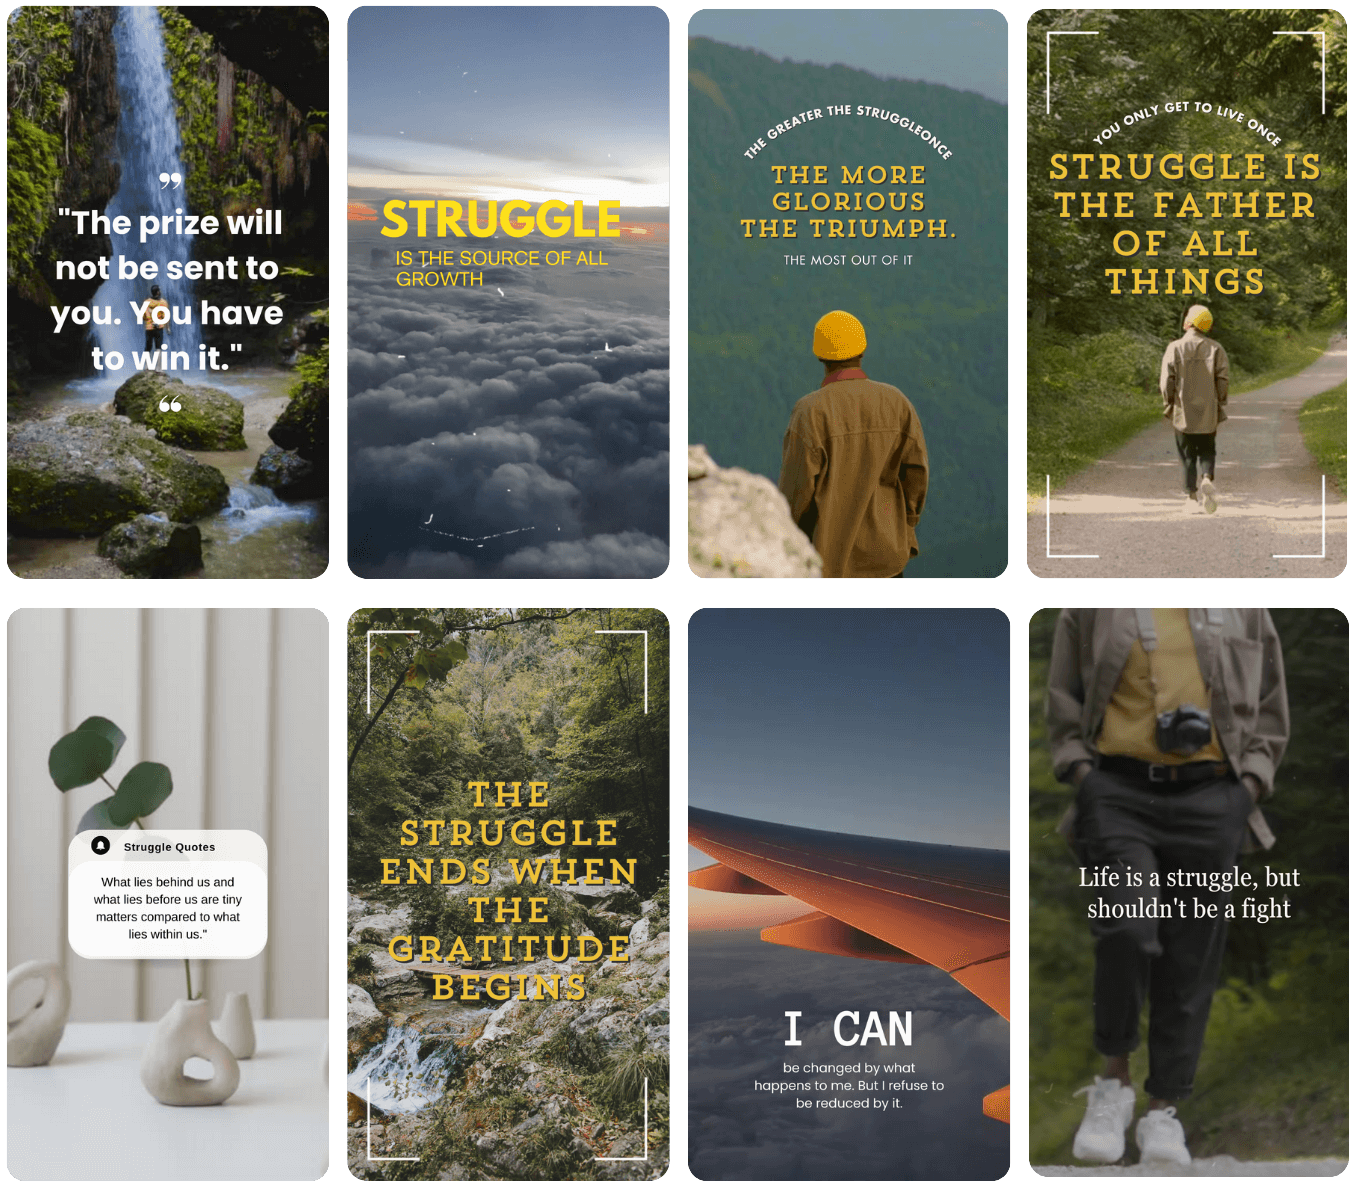 ”
"The prize will
not be sent to
you. You have
to win it."
“
STRUGGLE
IS THE SOURCE OF ALL
GROWTH
THE GREATER THE STRUGGLEONCE
THE MORE
GLORIOUS
THE TRIUMPH.
THE MOST OUT OF IT
YOU ONLY GET TO LIVE ONCE
STRUGGLE IS
THE FATHER
OF ALL
THINGS
Struggle Quotes
What lies behind us and
what lies before us are tiny
matters compared to what
lies within us."
THE
STRUGGLE
ENDS WHEN
THE
GRATITUDE
BEGINS
I CAN
be changed by what
happens to me. But I refuse to
be reduced by it.
Life is a struggle, but
shouldn't be a fight